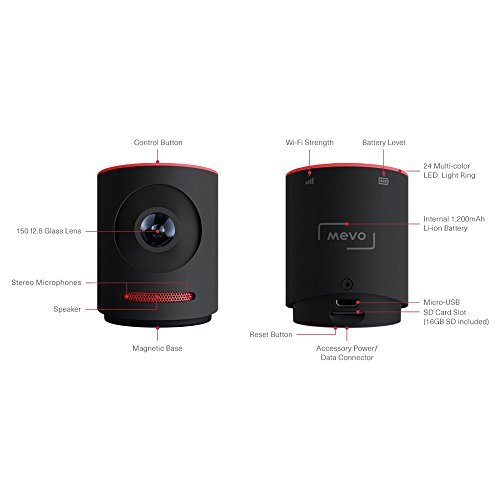 Control Button
150 f2.8 Glass Lens
Stereo Microphones
Speaker
Magnetic Base
Wi-Fi Strength
Battery Level
24 Multi-color
LED Light Ring
Internal 1,200mAh
Li-ion Battery
mevo
Micro-USB
SD Card Slot
(16GB SD included)
Reset Button
Accessory Power/
Data Connector